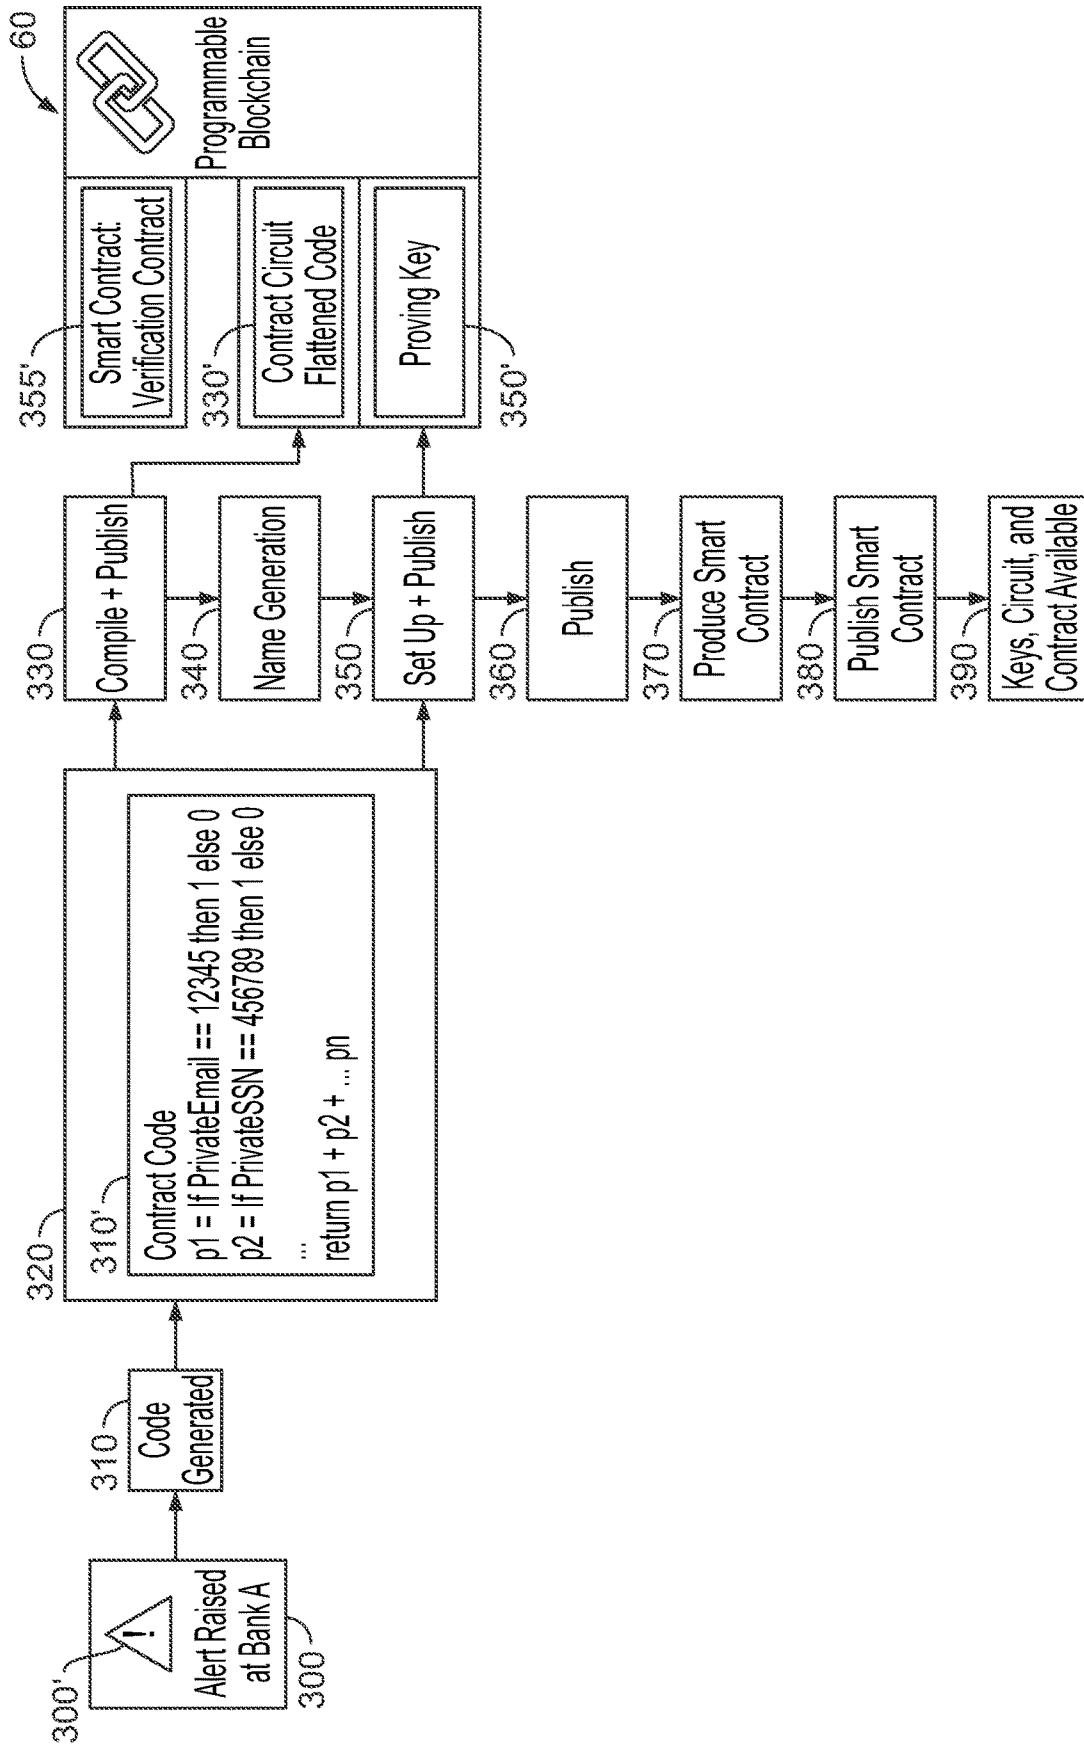 300'
Alert Raised
at Bank A
300
310
Code
Generated
320
310'
Contract Code
p1 = If PrivateEmail == 12345 then 1 else 0
p2 = If PrivateSSN == 456789 then 1 else 0
...
return p1 + p2 + ... pn
330
Compile + Publish
340
Name Generation
350
Set Up + Publish
360
Publish
370
Produce Smart
Contract
380
Publish Smart
Contract
390
Keys, Circuit, and
Contract Available
355'
Smart Contract:
Verification Contract
330'
Contract Circuit
Flattened Code
Proving Key
350'
60
Programmable
Blockchain